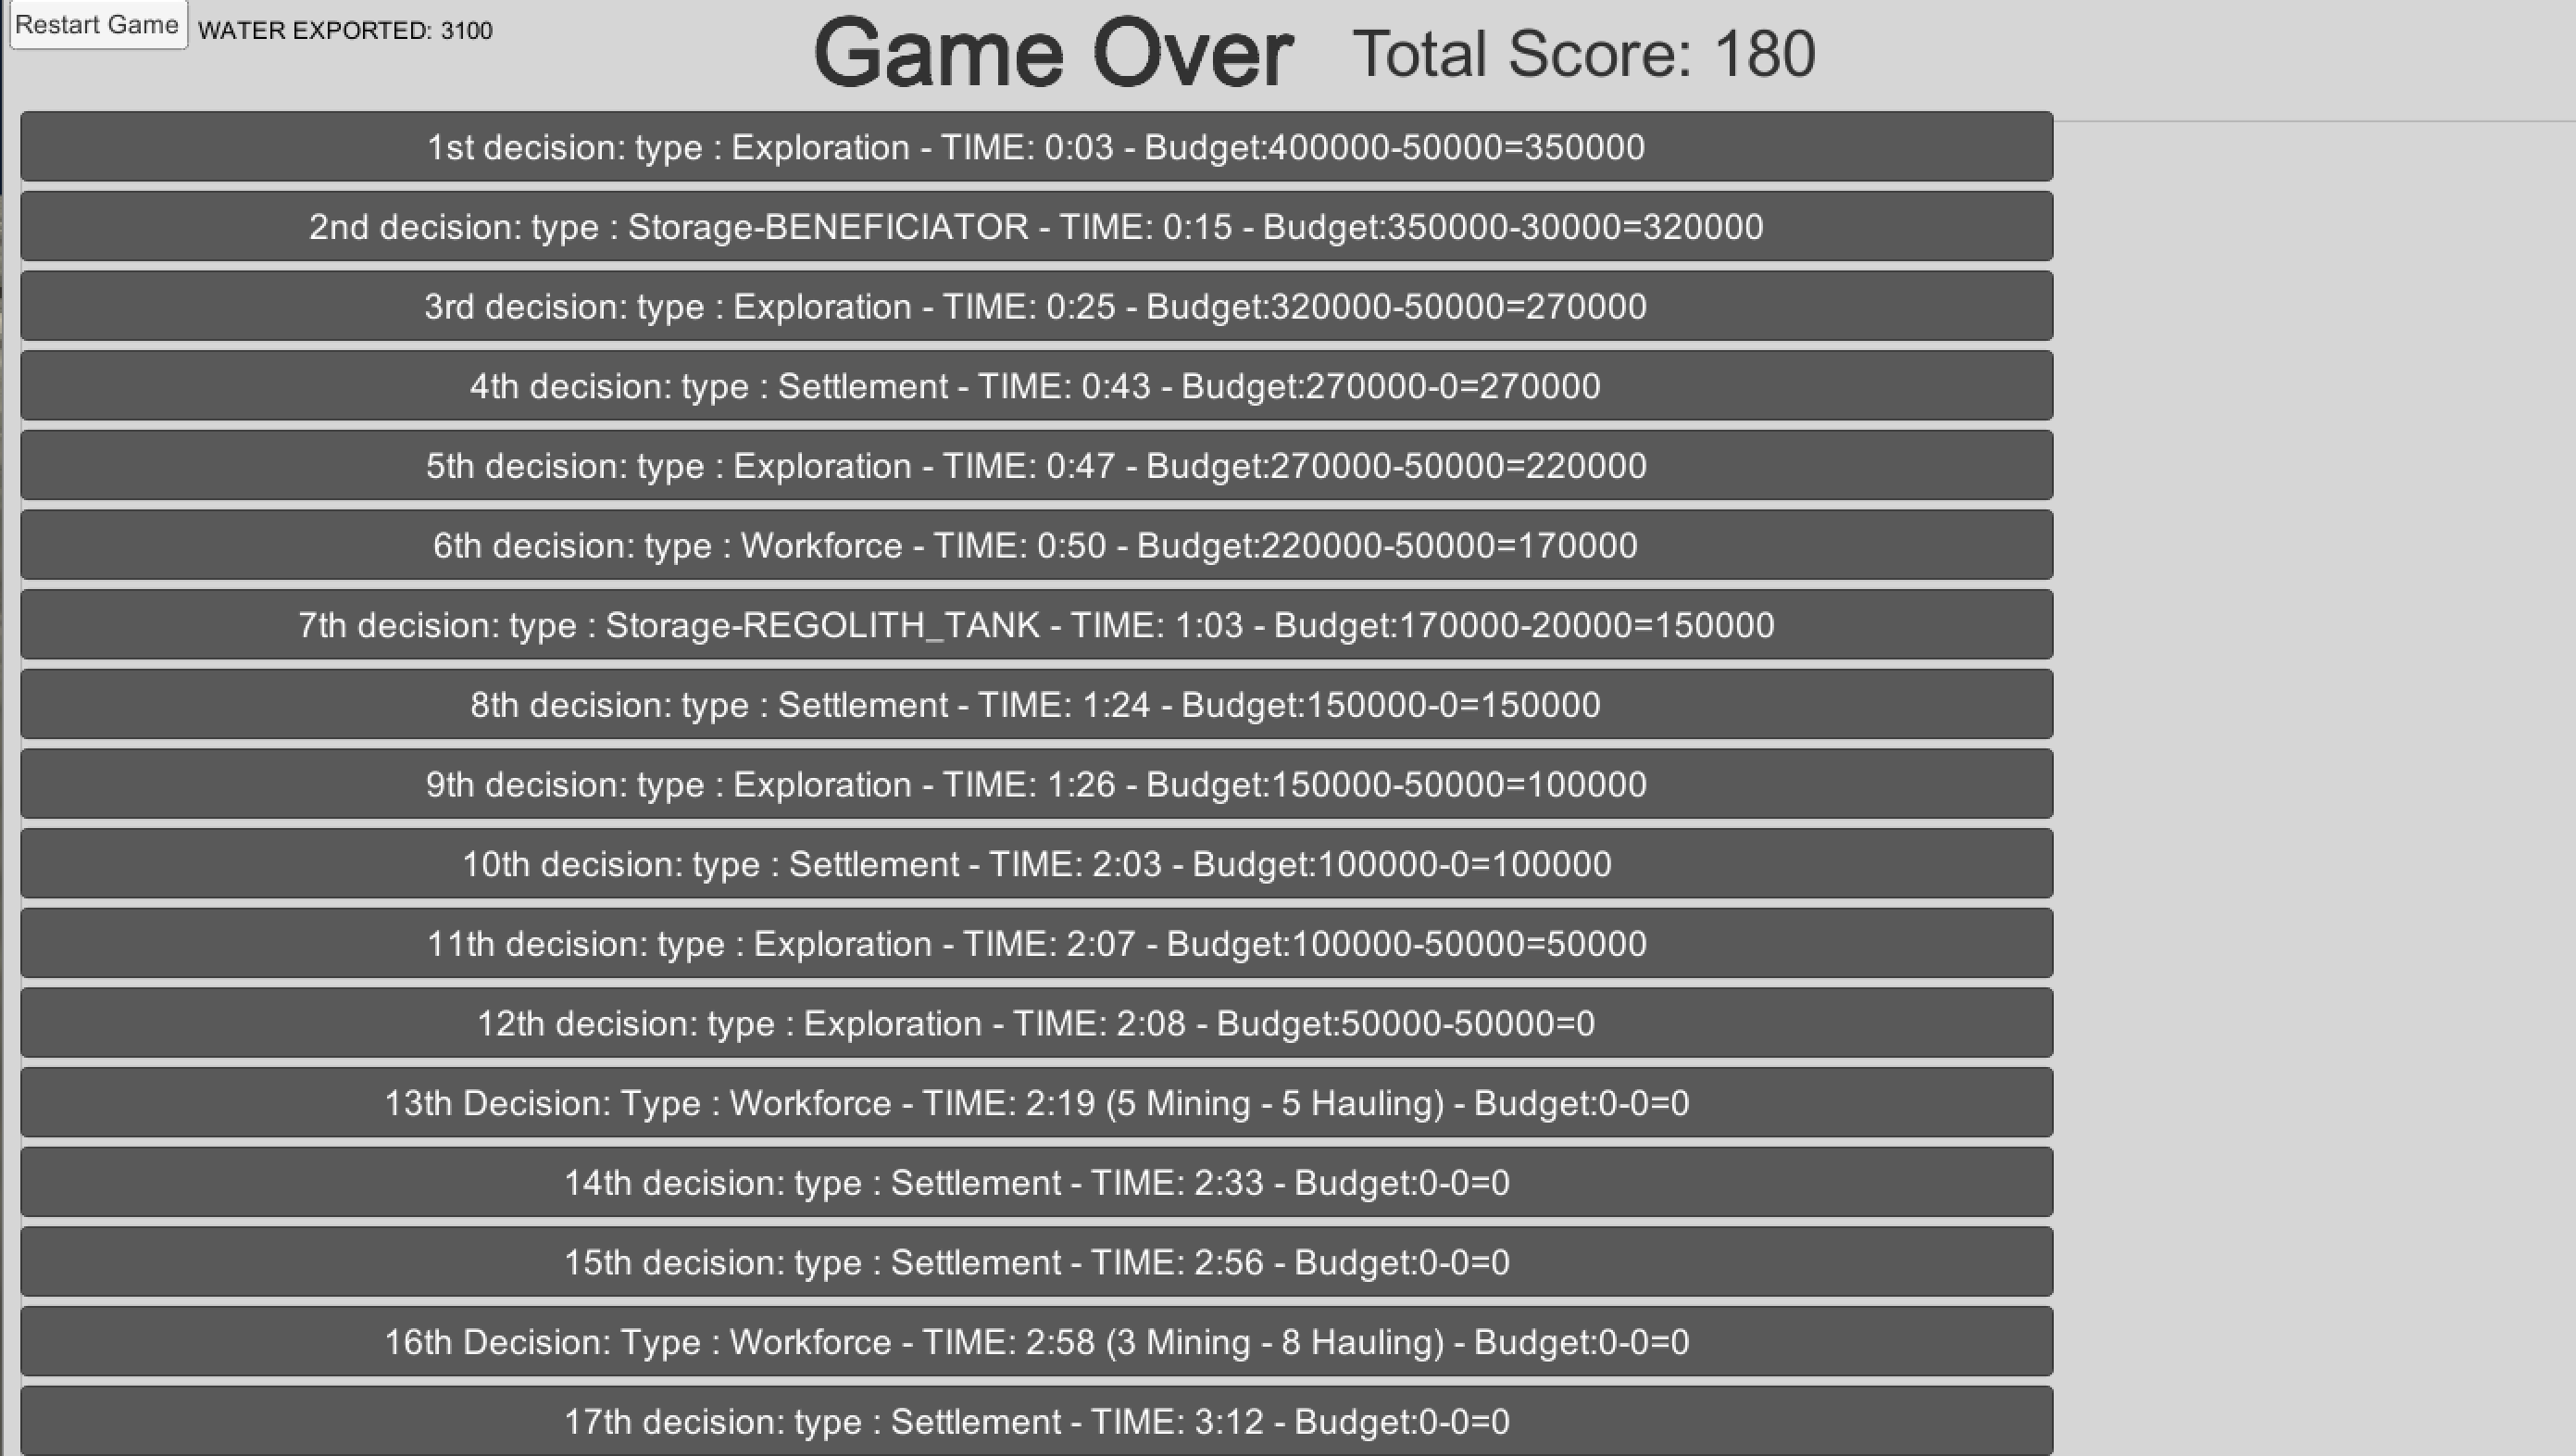 Restart Game WATER EXPORTED: 3100
Game Over Total Score: 180
1st decision: type : Exploration - TIME: 0:03 - Budget:400000-50000=350000
2nd decision: type : Storage-BENEFICIATOR - TIME: 0:15 - Budget:350000-30000=320000
3rd decision: type : Exploration - TIME: 0:25 - Budget:320000-50000=270000
4th decision: type : Settlement - TIME: 0:43 - Budget:270000-0=270000
5th decision: type : Exploration - TIME: 0:47 - Budget:270000-50000=220000
6th decision: type : Workforce - TIME: 0:50 - Budget:220000-50000=170000
7th decision: type : Storage-REGOLITH_TANK - TIME: 1:03 - Budget:170000-20000=150000
8th decision: type : Settlement - TIME: 1:24 - Budget:150000-0=150000
9th decision: type : Exploration - TIME: 1:26 - Budget:150000-50000=100000
10th decision: type : Settlement - TIME: 2:03 - Budget:100000-0=100000
11th decision: type : Exploration - TIME: 2:07 - Budget:100000-50000=50000
12th decision: type : Exploration - TIME: 2:08 - Budget:50000-50000=0
13th Decision: Type : Workforce - TIME: 2:19 (5 Mining - 5 Hauling) - Budget:0-0=0
14th decision: type : Settlement - TIME: 2:33 - Budget:0-0=0
15th decision: type : Settlement - TIME: 2:56 - Budget:0-0=0
16th Decision: Type : Workforce - TIME: 2:58 (3 Mining - 8 Hauling) - Budget:0-0=0
17th decision: type : Settlement - TIME: 3:12 - Budget:0-0=0